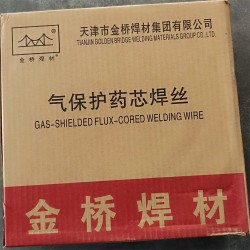 天津市金桥焊材集团有限公司
TIANJIN GOLDEN BRIDGE WELDING MATERIALS GROUP CO., LTD
金桥焊材
气保护药芯焊丝
GAS-SHIELDED FLUX-CORED WELDING WIRE
金桥焊材